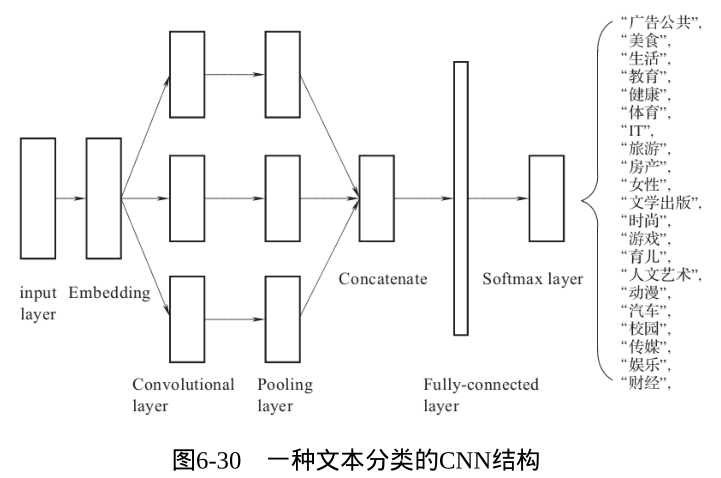 “广告公共”,
“美食”,
“生活”,
“教育”,
“健康”,
“体育”,
“IT”,
“旅游”,
“房产”,
“女性”,
“文学出版”,
“时尚”,
“游戏”,
“育儿”,
“人文艺术”,
“动漫”,
“汽车”,
“校园”,
“传媒”,
“娱乐”,
“财经”,
input
layer
Embedding
Convolutional
layer
Pooling
layer
Concatenate
Fully-connected
layer
Softmax layer
图6-30 一种文本分类的CNN结构